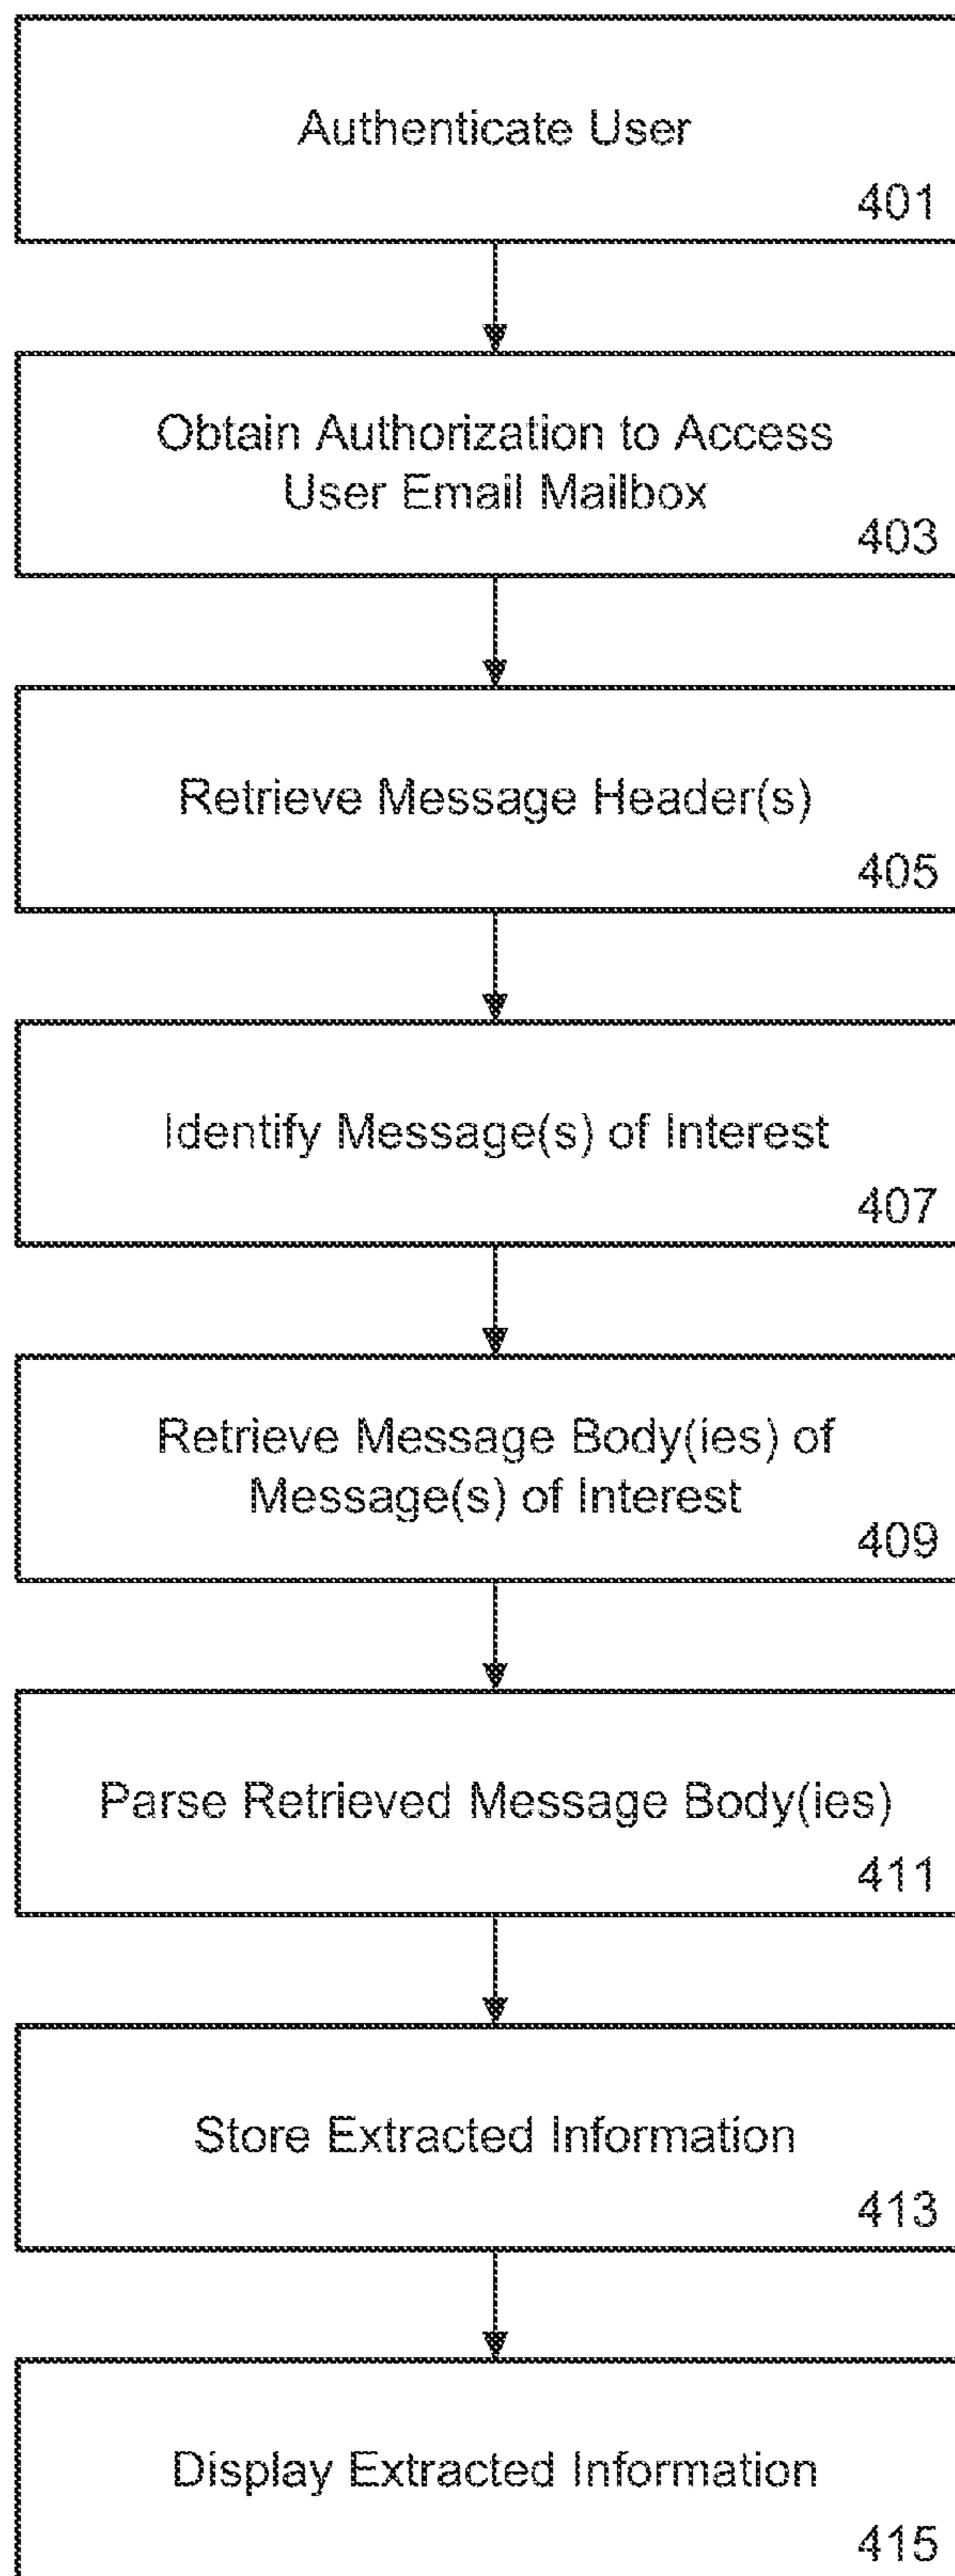 Authenticate User
401
Obtain Authorization to Access
User Email Mailbox
403
Retrieve Message Header(s)
405
Identify Message(s) of Interest
407
Retrieve Message Body(ies) of
Message(s) of Interest
409
Parse Retrieved Message Body(ies)
411
Store Extracted Information
413
Display Extracted Information
415